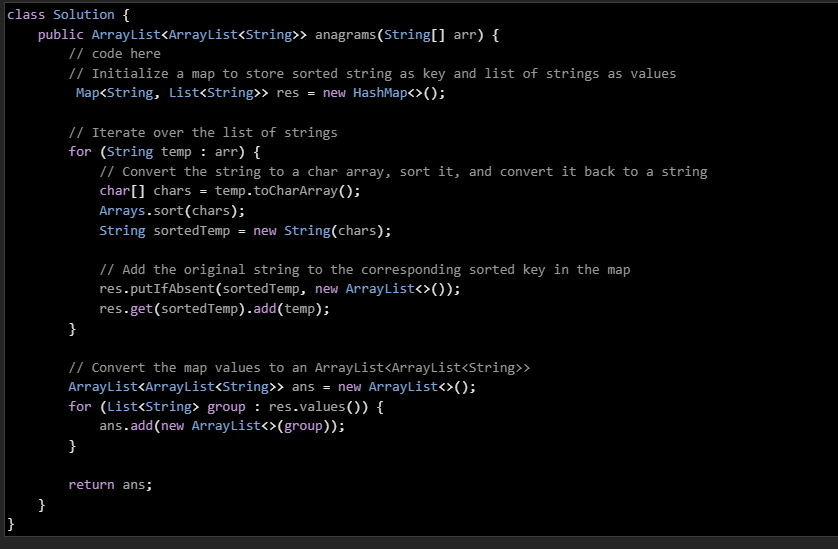 class Solution {
    public ArrayList<ArrayList<String>> anagrams(String[] arr) {
        // code here
        // Initialize a map to store sorted string as key and list of strings as values
         Map<String, List<String>> res = new HashMap<>();

        // Iterate over the list of strings
        for (String temp : arr) {
            // Convert the string to a char array, sort it, and convert it back to a string
            char[] chars = temp.toCharArray();
            Arrays.sort(chars);
            String sortedTemp = new String(chars);

            // Add the original string to the corresponding sorted key in the map
            res.putIfAbsent(sortedTemp, new ArrayList<>());
            res.get(sortedTemp).add(temp);
        }

        // Convert the map values to an ArrayList<ArrayList<String>>
        ArrayList<ArrayList<String>> ans = new ArrayList<>();
        for (List<String> group : res.values()) {
            ans.add(new ArrayList<>(group));
        }

        return ans;
    }
}